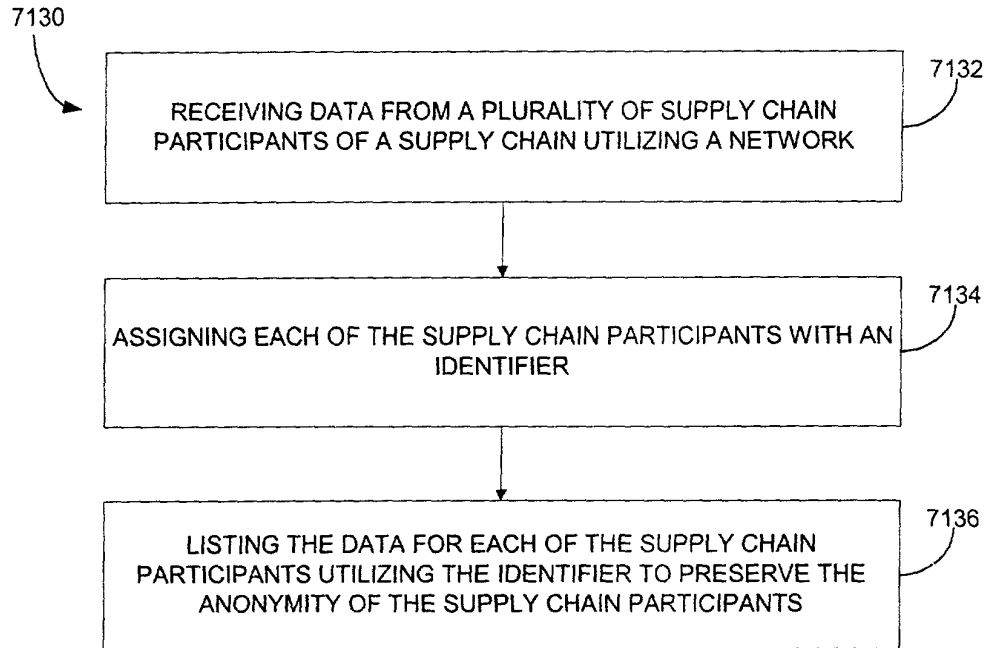 7130
RECEIVING DATA FROM A PLURALITY OF SUPPLY CHAIN
PARTICIPANTS OF A SUPPLY CHAIN UTILIZING A NETWORK
7132
ASSIGNING EACH OF THE SUPPLY CHAIN PARTICIPANTS WITH AN
IDENTIFIER
7134
LISTING THE DATA FOR EACH OF THE SUPPLY CHAIN
PARTICIPANTS UTILIZING THE IDENTIFIER TO PRESERVE THE
ANONYMITY OF THE SUPPLY CHAIN PARTICIPANTS
7136